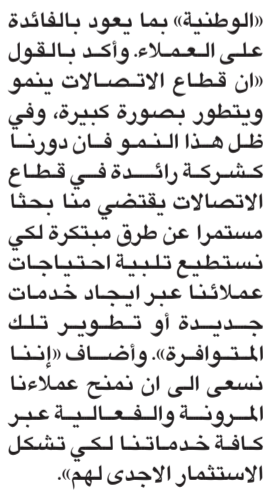 «الوطنية» بما يعود بالفائدة
على العملاء. وأكد بالقول
«ان قطاع الاتصالات ينمو
ويتطور بصورة كبيرة، وفي
ظل هذا النمو فان دورنا
كشركة رائدة في قطاع
الاتصالات يقتضي منا بحثا
مستمرا عن طرق مبتكرة لكي
نستطيع تلبية احتياجات
عملائنا عبر ايجاد خدمات
جديدة أو تطوير تلك
المتوافرة». وأضاف «إننا
نسعى الى ان نمنح عملاءنا
المرونة والفعالية عبر
كافة خدماتنا لكي تشكل
الاستثمار الاجدى لهم».